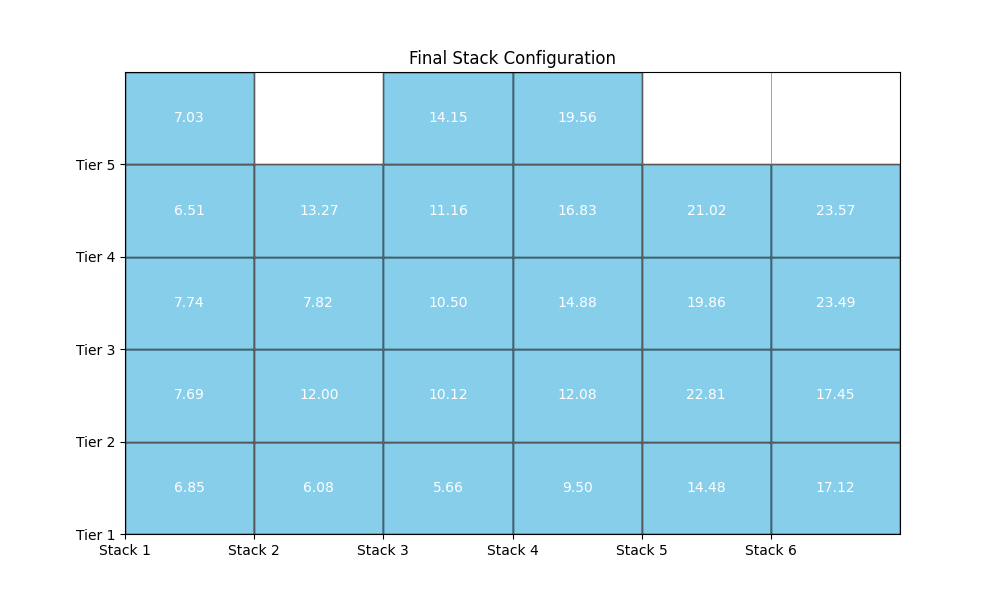 Final Stack Configuration
7.03 14.15 19.56
Tier 5
6.51 13.27 11.16 16.83 21.02 23.57
Tier 4
7.74 7.82 10.50 14.88 19.86 23.49
Tier 3
7.69 12.00 10.12 12.08 22.81 17.45
Tier 2
6.85 6.08 5.66 9.50 14.48 17.12
Tier 1
Stack 1 Stack 2 Stack 3 Stack 4 Stack 5 Stack 6